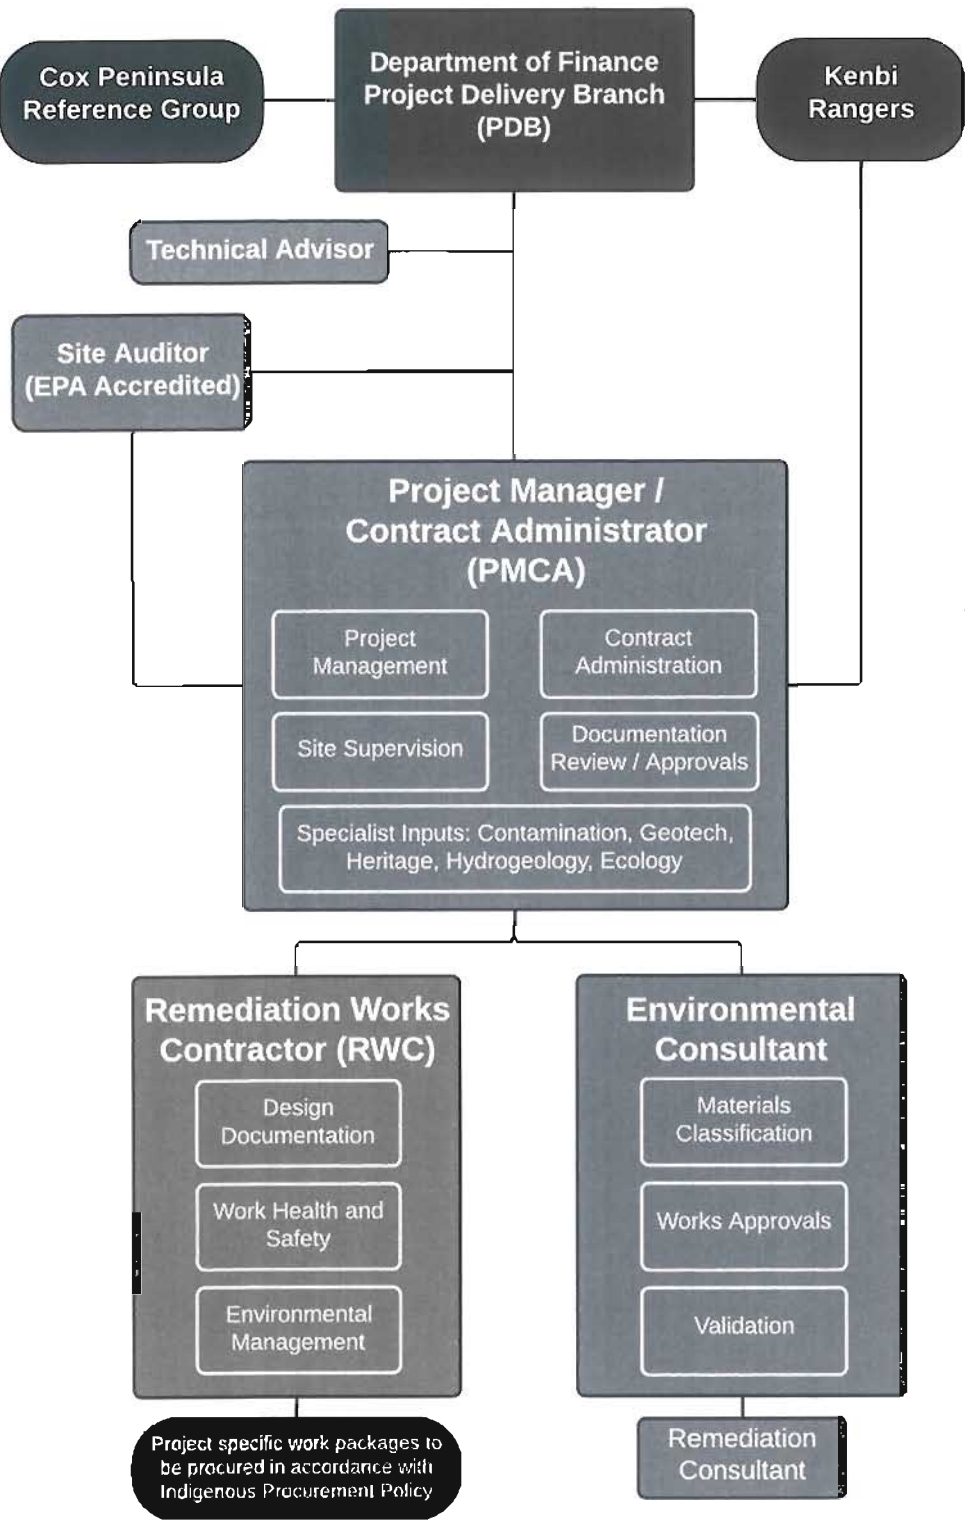 Cox Peninsula
Reference Group
Department of Finance
Project Delivery Branch
(PDB)
Kenbi
Rangers
Technical Advisor
Site Auditor
(EPA Accredited)
Project Manager /
Contract Administrator
(PMCA)
Project
Management
Contract
Administration
Site Supervision
Documentation
Review / Approvals
Specialist Inputs: Contamination, Geotech,
Heritage, Hydrogeology, Ecology
Remediation Works
Contractor (RWC)
Design
Documentation
Work Health and
Safety
Environmental
Management
Project specific work packages to
be procured in accordance with
Indigenous Procurement Policy
Environmental
Consultant
Materials
Classification
Works Approvals
Validation
Remediation
Consultant